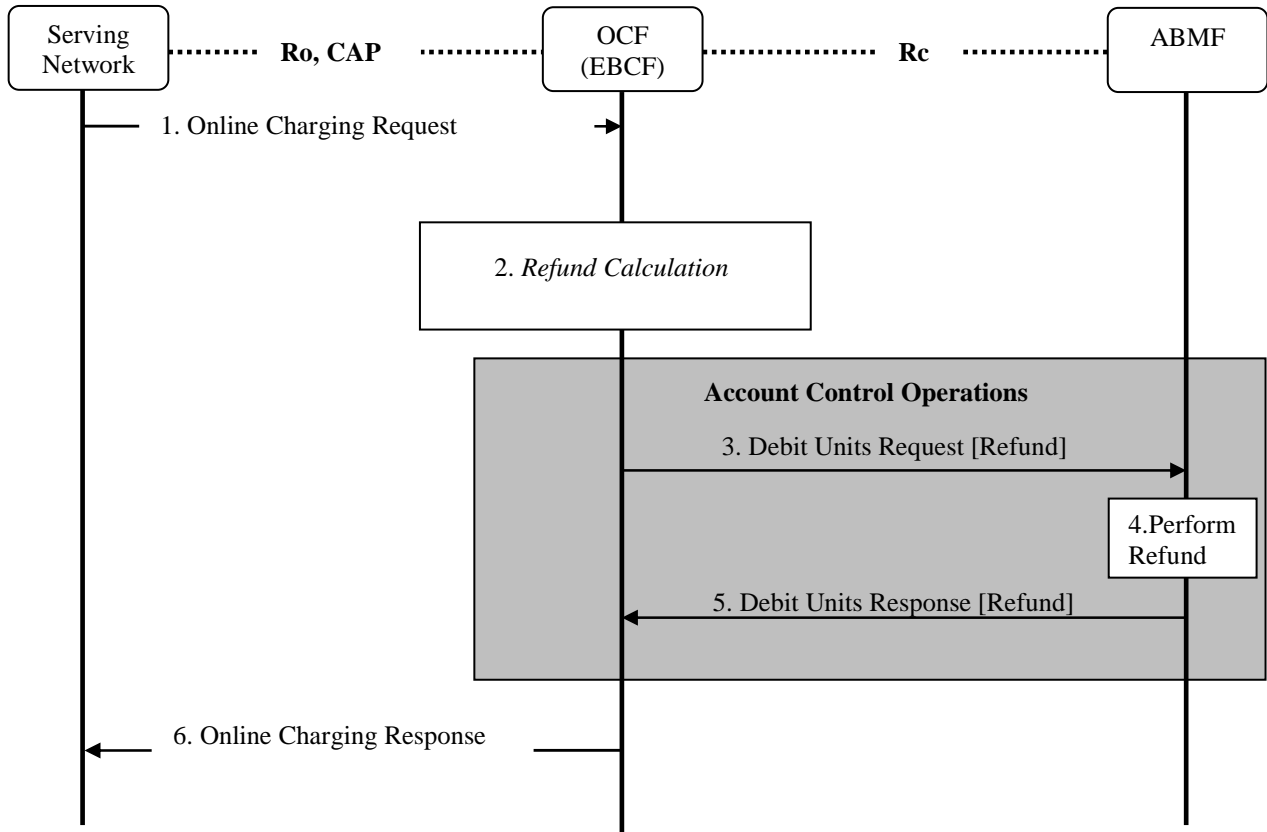 Serving
Network
Ro, CAP
OCF
(EBCF)
Rc
ABMF
1. Online Charging Request
2. Refund Calculation
Account Control Operations
3. Debit Units Request [Refund]
4.Perform
Refund
5. Debit Units Response [Refund]
6. Online Charging Response